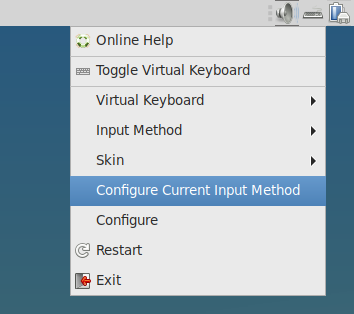 Online Help
Toggle Virtual Keyboard
Virtual Keyboard
Input Method
Skin
Configure Current Input Method
Configure
Restart
Exit